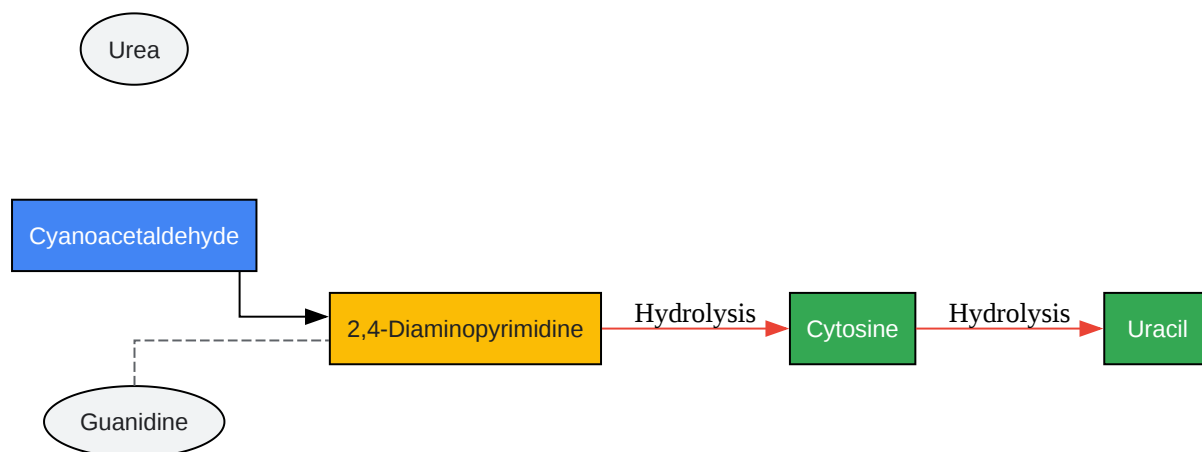 Urea
Cyanoacetaldehyde
2,4-Diaminopyrimidine
Hydrolysis
Cytosine
Hydrolysis
Uracil
Guanidine